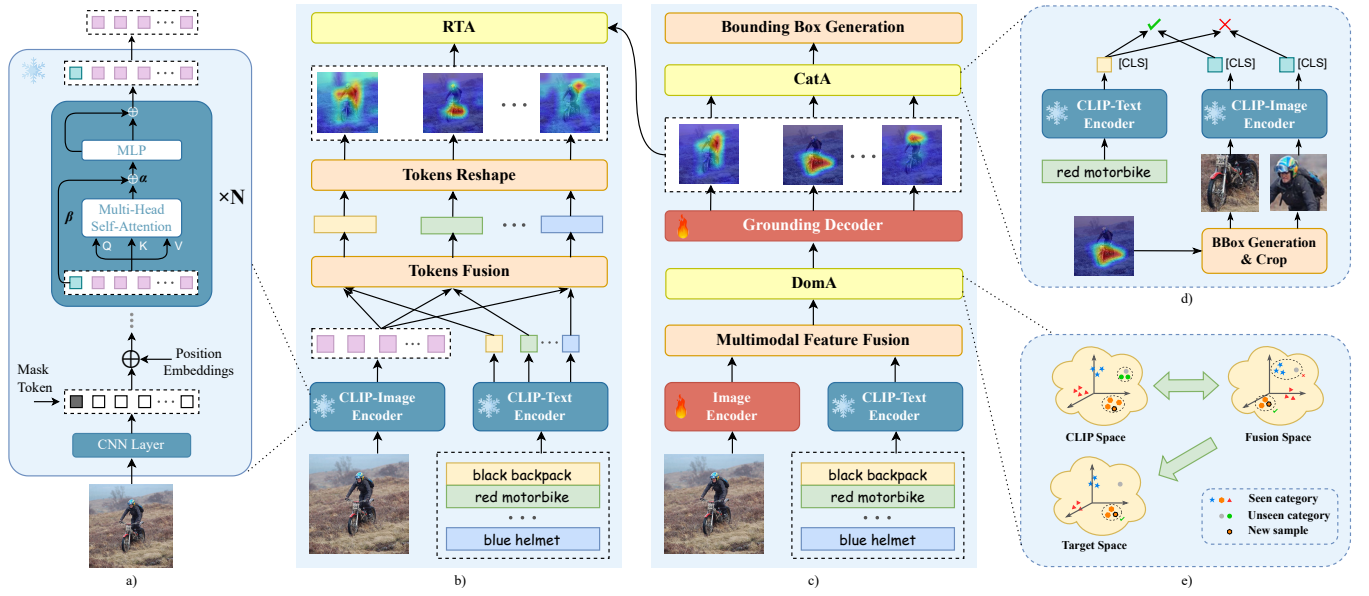 MLP
α
β
Multi-Head
Self-Attention
Q K V
×N
Mask
Token
Position
Embeddings
CNN Layer
a)
RTA
Tokens Reshape
Tokens Fusion
CLIP-Image
Encoder
CLIP-Text
Encoder
black backpack
red motorbike
blue helmet
b)
Bounding Box Generation
CatA
Grounding Decoder
DomA
Multimodal Feature Fusion
Image
Encoder
CLIP-Text
Encoder
black backpack
red motorbike
blue helmet
c)
[CLS] [CLS] [CLS]
CLIP-Text
Encoder
CLIP-Image
Encoder
red motorbike
BBox Generation
& Crop
d)
CLIP Space
Fusion Space
Target Space
Seen category
Unseen category
New sample
e)